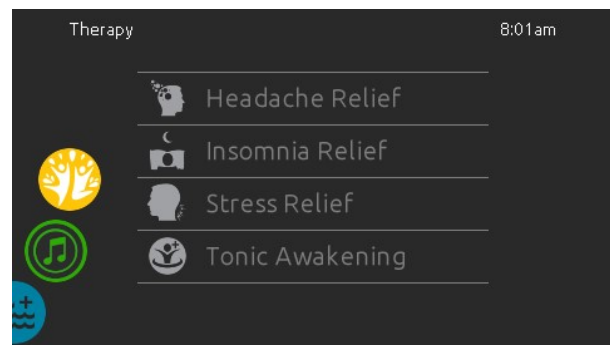 Therapy
8:01am
Headache Relief
Insomnia Relief
Stress Relief
Tonic Awakening